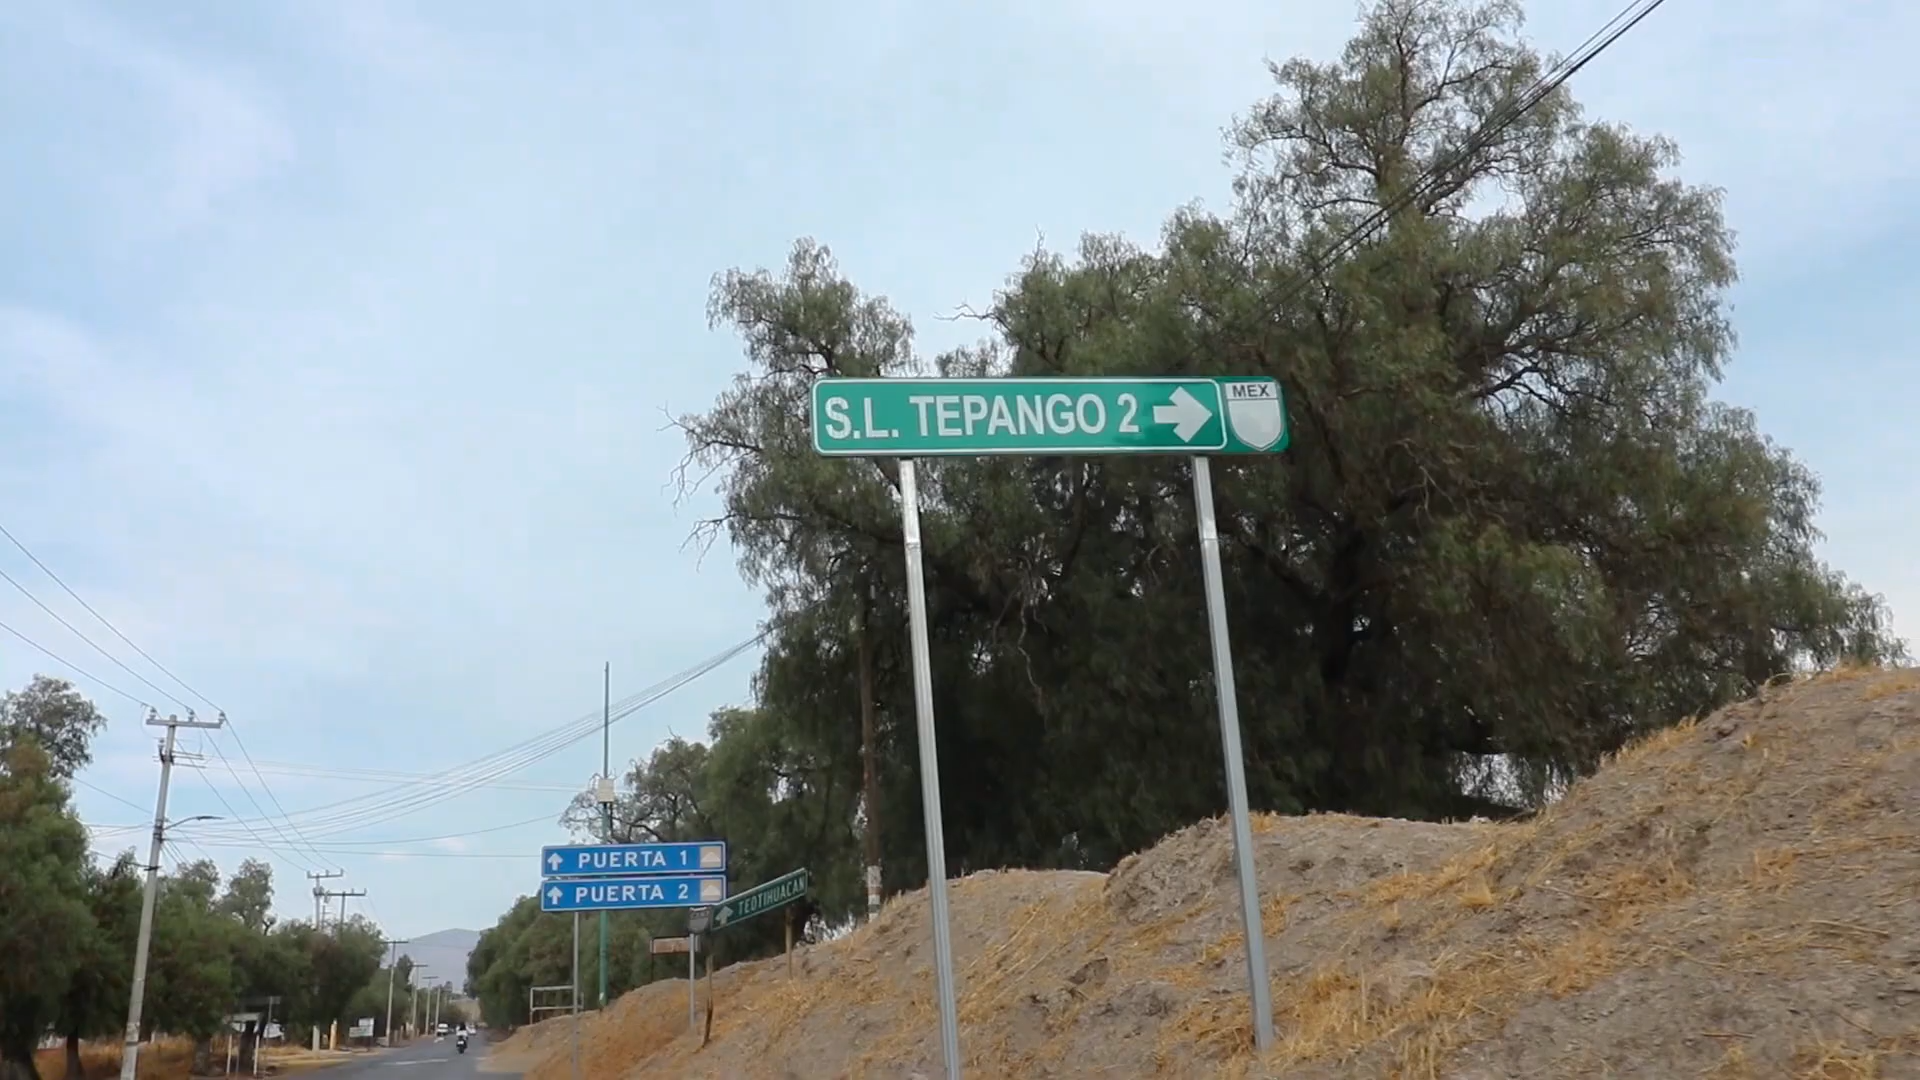 S.L. TEPANGO 2
MEX
PUERTA 1
PUERTA 2
TEOTIHUACAN